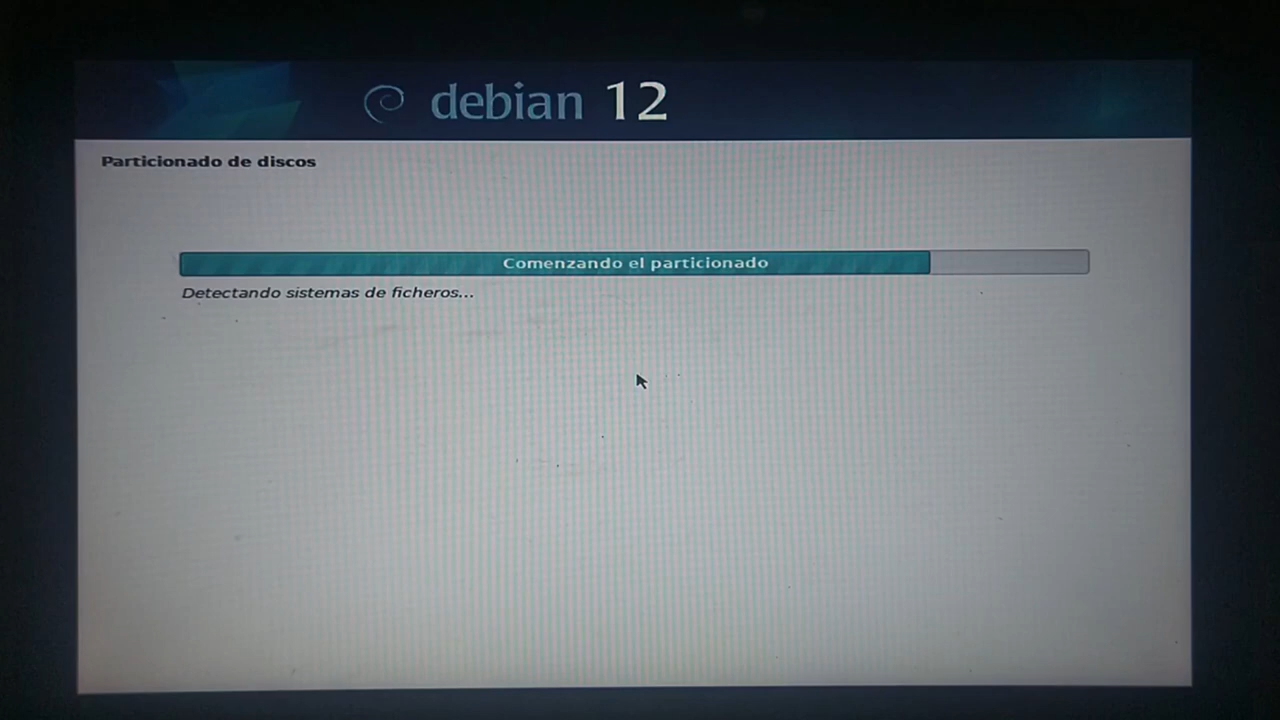 debian 12
Particionado de discos
Comenzando el particionado
Detectando sistemas de ficheros...